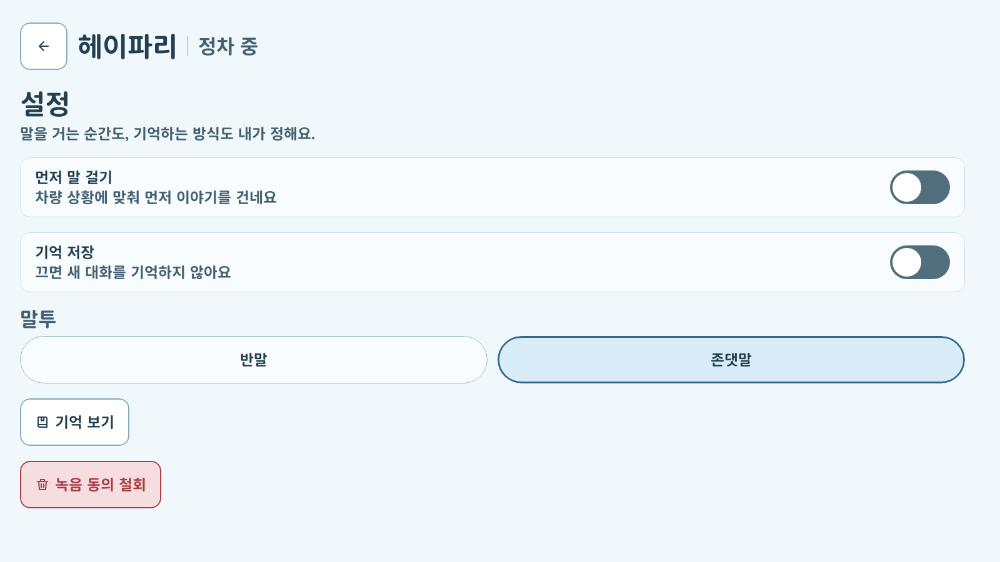 헤이파리
정차 중
설정
말을 거는 순간도, 기억하는 방식도 내가 정해요.
먼저 말 걸기
차량 상황에 맞춰 먼저 이야기를 건네요
기억 저장
끄면 새 대화를 기억하지 않아요
말투
반말
존댓말
기억 보기
녹음 동의 철회